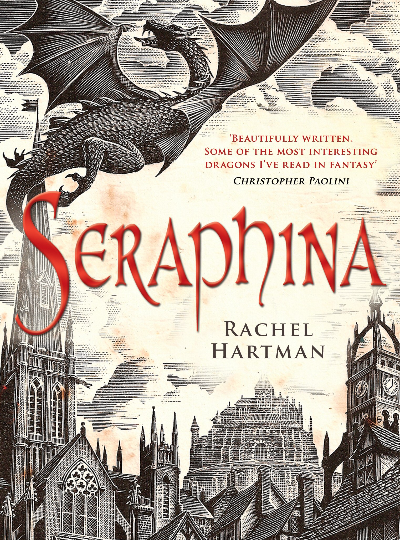 'BEAUTIFULLY WRITTEN.
SOME OF THE MOST INTERESTING
DRAGONS I'VE READ IN FANTASY'
CHRISTOPHER PAOLINI
SERAPHINA
RACHEL
HARTMAN